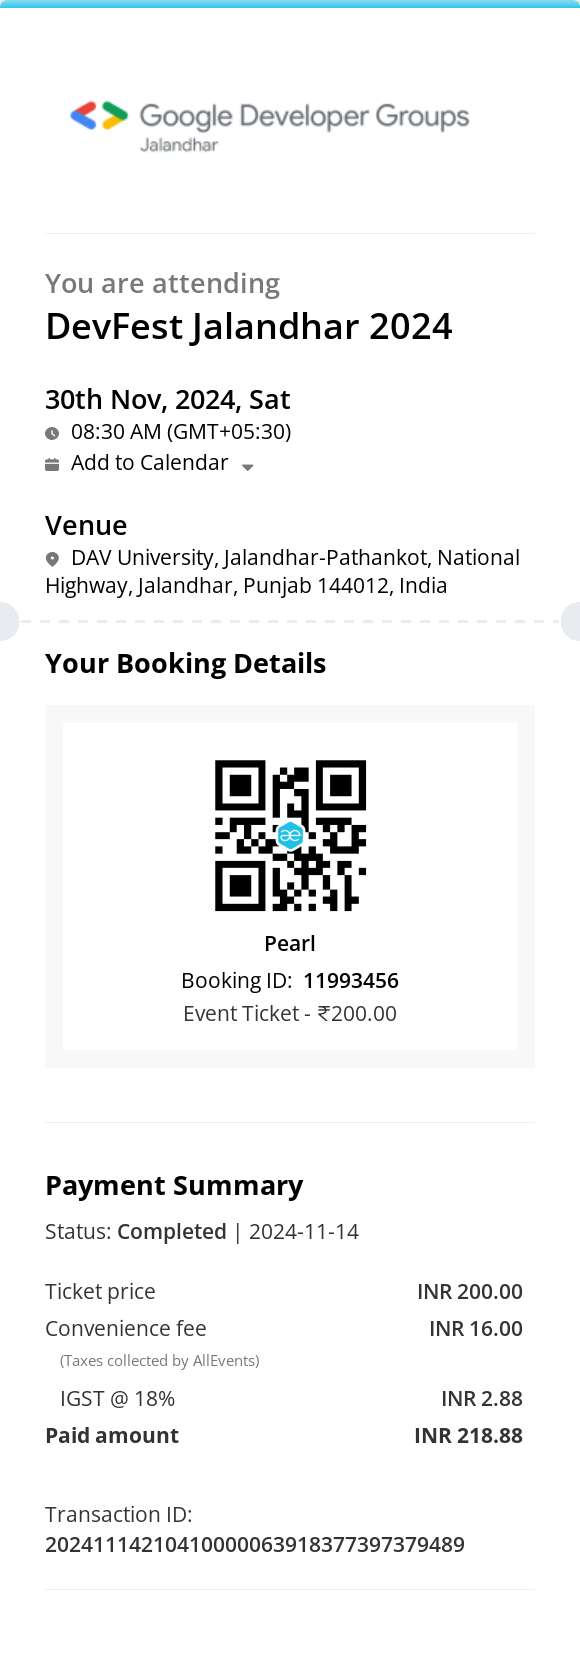 Google Developer Groups
Jalandhar
You are attending
DevFest Jalandhar 2024
30th Nov, 2024, Sat
08:30 AM (GMT+05:30)
Add to Calendar
Venue
DAV University, Jalandhar-Pathankot, National
Highway, Jalandhar, Punjab 144012, India
Your Booking Details
æ
Pearl
Booking ID: 11993456
Event Ticket - ₹200.00
Payment Summary
Status: Completed | 2024-11-14
Ticket price INR 200.00
Convenience fee INR 16.00
(Taxes collected by AllEvents)
IGST @ 18% INR 2.88
Paid amount INR 218.88
Transaction ID:
20241114210410000063918377397379489